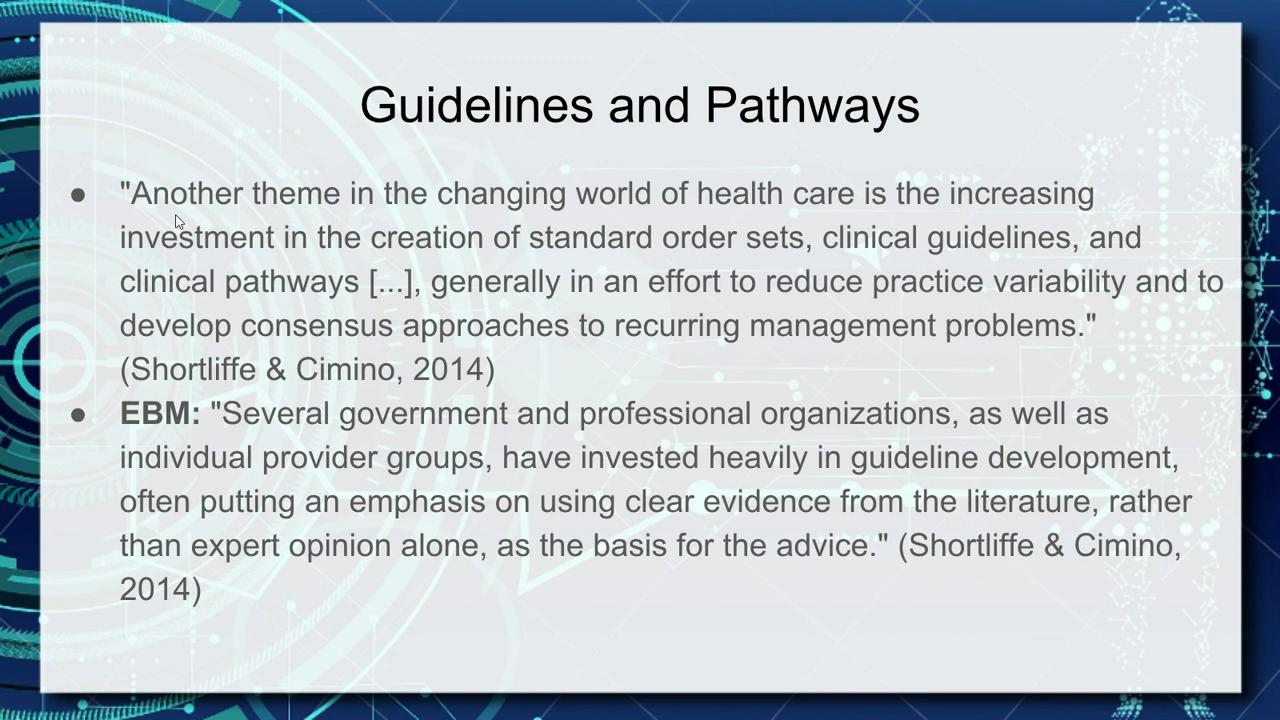 Guidelines and Pathways
● "Another theme in the changing world of health care is the increasing
investment in the creation of standard order sets, clinical guidelines, and
clinical pathways [...], generally in an effort to reduce practice variability and to
develop consensus approaches to recurring management problems."
(Shortliffe & Cimino, 2014)
● EBM: "Several government and professional organizations, as well as
individual provider groups, have invested heavily in guideline development,
often putting an emphasis on using clear evidence from the literature, rather
than expert opinion alone, as the basis for the advice." (Shortliffe & Cimino,
2014)